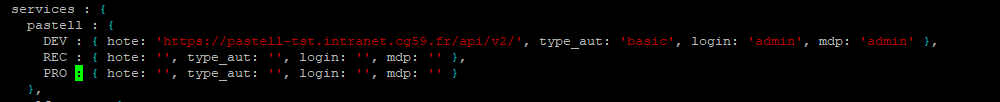 services : {
pastell : {
DEV : { hote: 'https://pastell-tst.intranet.cg59.fr/api/v2/', type_aut: 'basic', login: 'admin', mdp: 'admin' },
REC : { hote: '', type_aut: '', login: '', mdp: '' },
PRO : { hote: '', type_aut: '', login: '', mdp: '' }
},